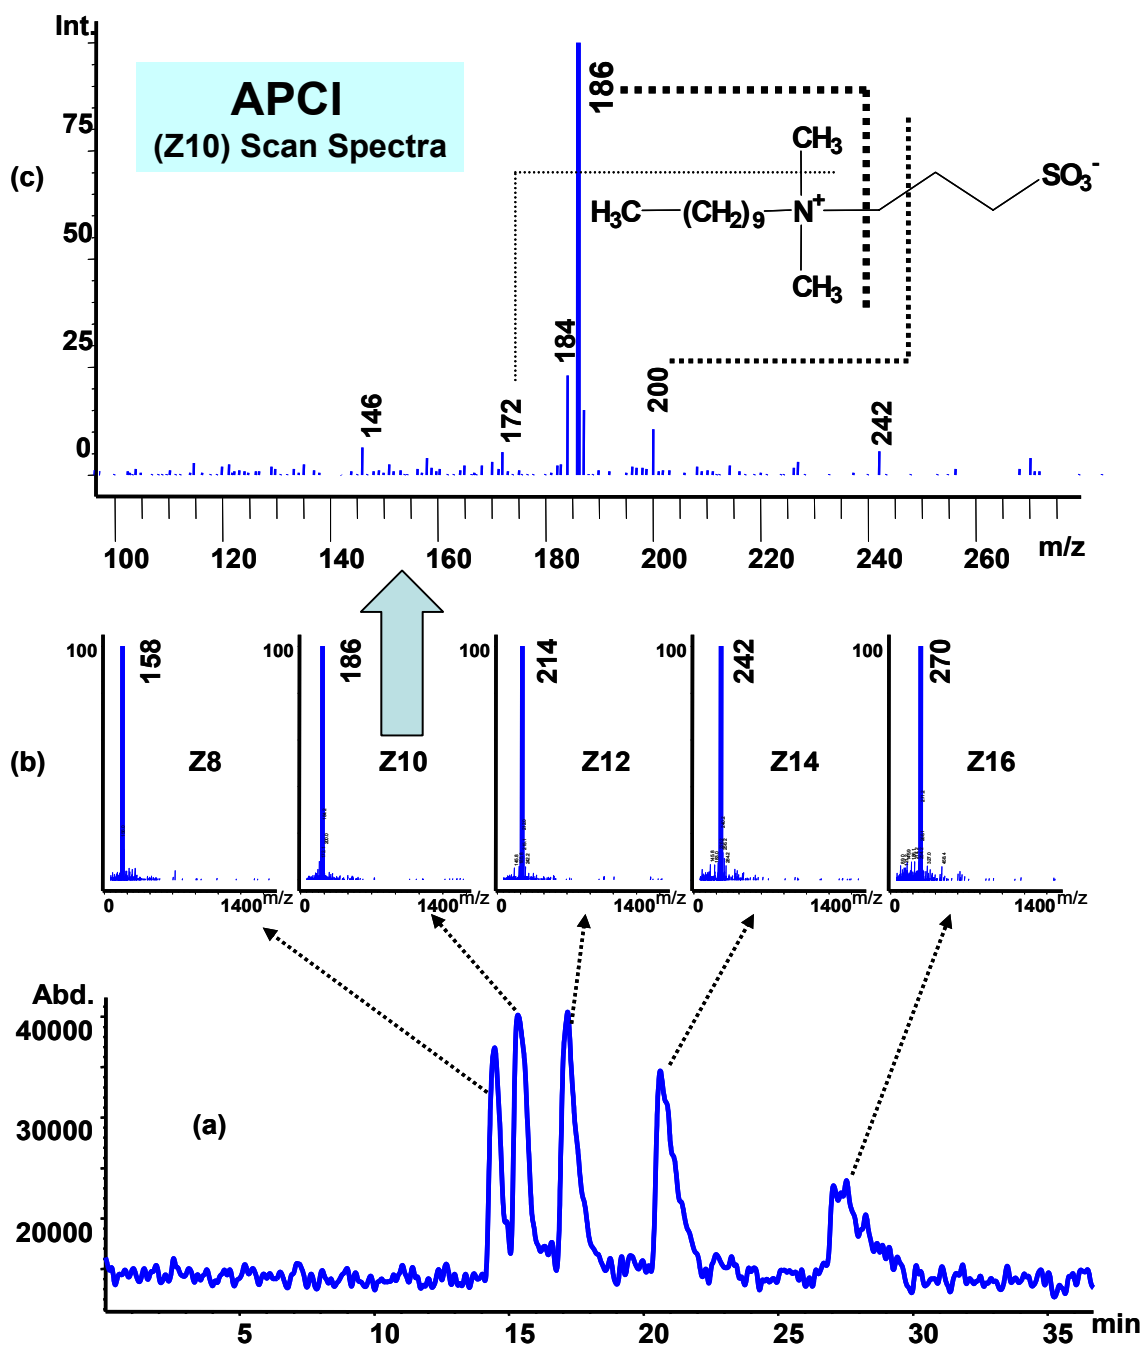 Int.
APCI
(Z10) Scan Spectra
(c)
75
50
25
0
186
184
146
172
200
242
CH3
H3C (CH2)9 N+
SO3-
CH3
100 120 140 160 180 200 220 240 260 m/z
(b)
100 158 100 186 100 214 100 242 100 270
Z8 Z10 Z12 Z14 Z16
0 1400 m/z 0 1400 m/z 0 1400 m/z 0 1400 m/z 0 1400 m/z
Abd.
40000
30000
20000
(a)
5 10 15 20 25 30 35 min